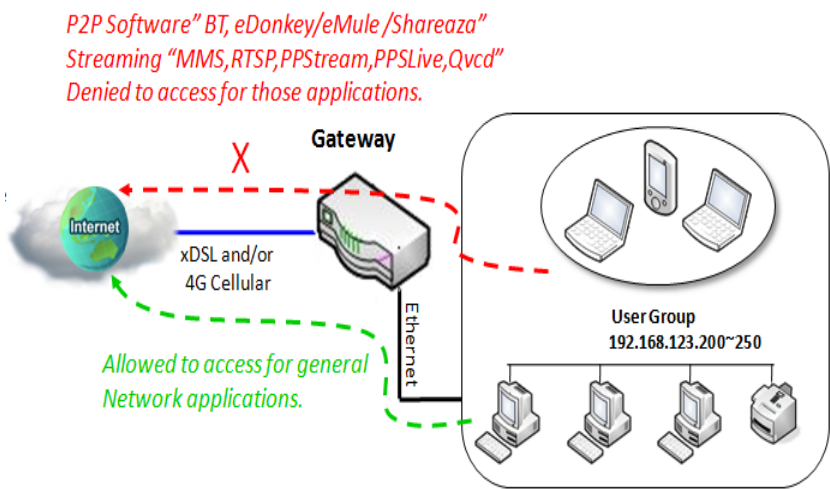 P2P Software” BT, eDonkey/eMule /Shareaza”
Streaming “MMS,RTSP,PPStream,PPSLive,Qvcd”
Denied to access for those applications.
X
Gateway
Internet
xDSL and/or
4G Cellular
Ethernet
User Group
192.168.123.200~250
Allowed to access for general
Network applications.